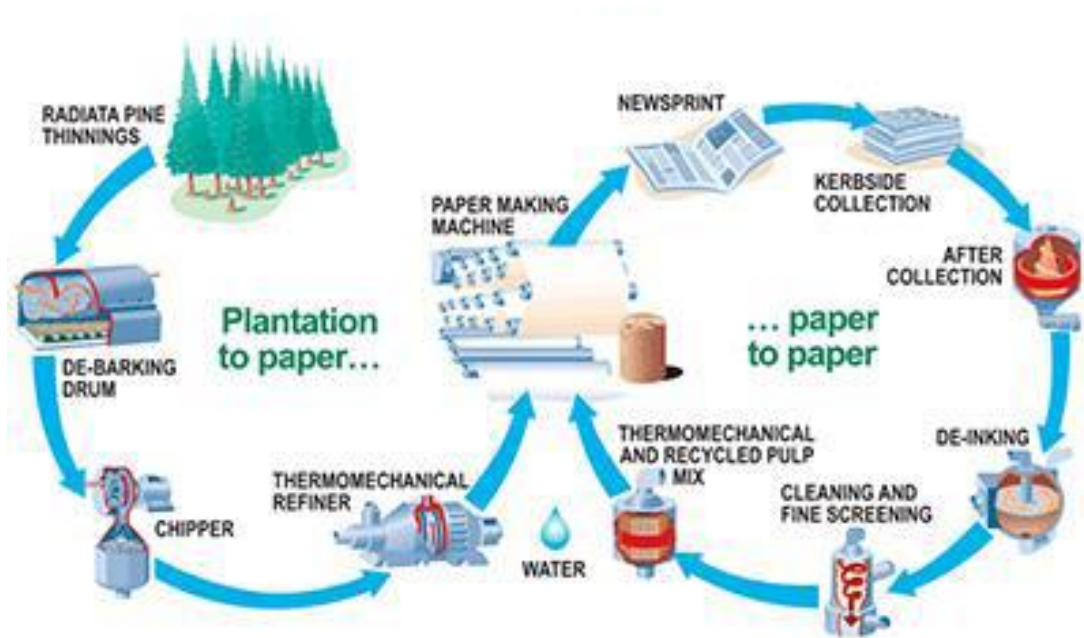 RADIATA PINE
THINNINGS
DE-BARKING
DRUM
CHIPPER
THERMOMECHANICAL
REFINER
Plantation
to paper...
PAPER MAKING
MACHINE
WATER
NEWSPRINT
KERBSIDE
COLLECTION
AFTER
COLLECTION
... paper
to paper
DE-INKING
CLEANING AND
FINE SCREENING
THERMOMECHANICAL
AND RECYCLED PULP
MIX